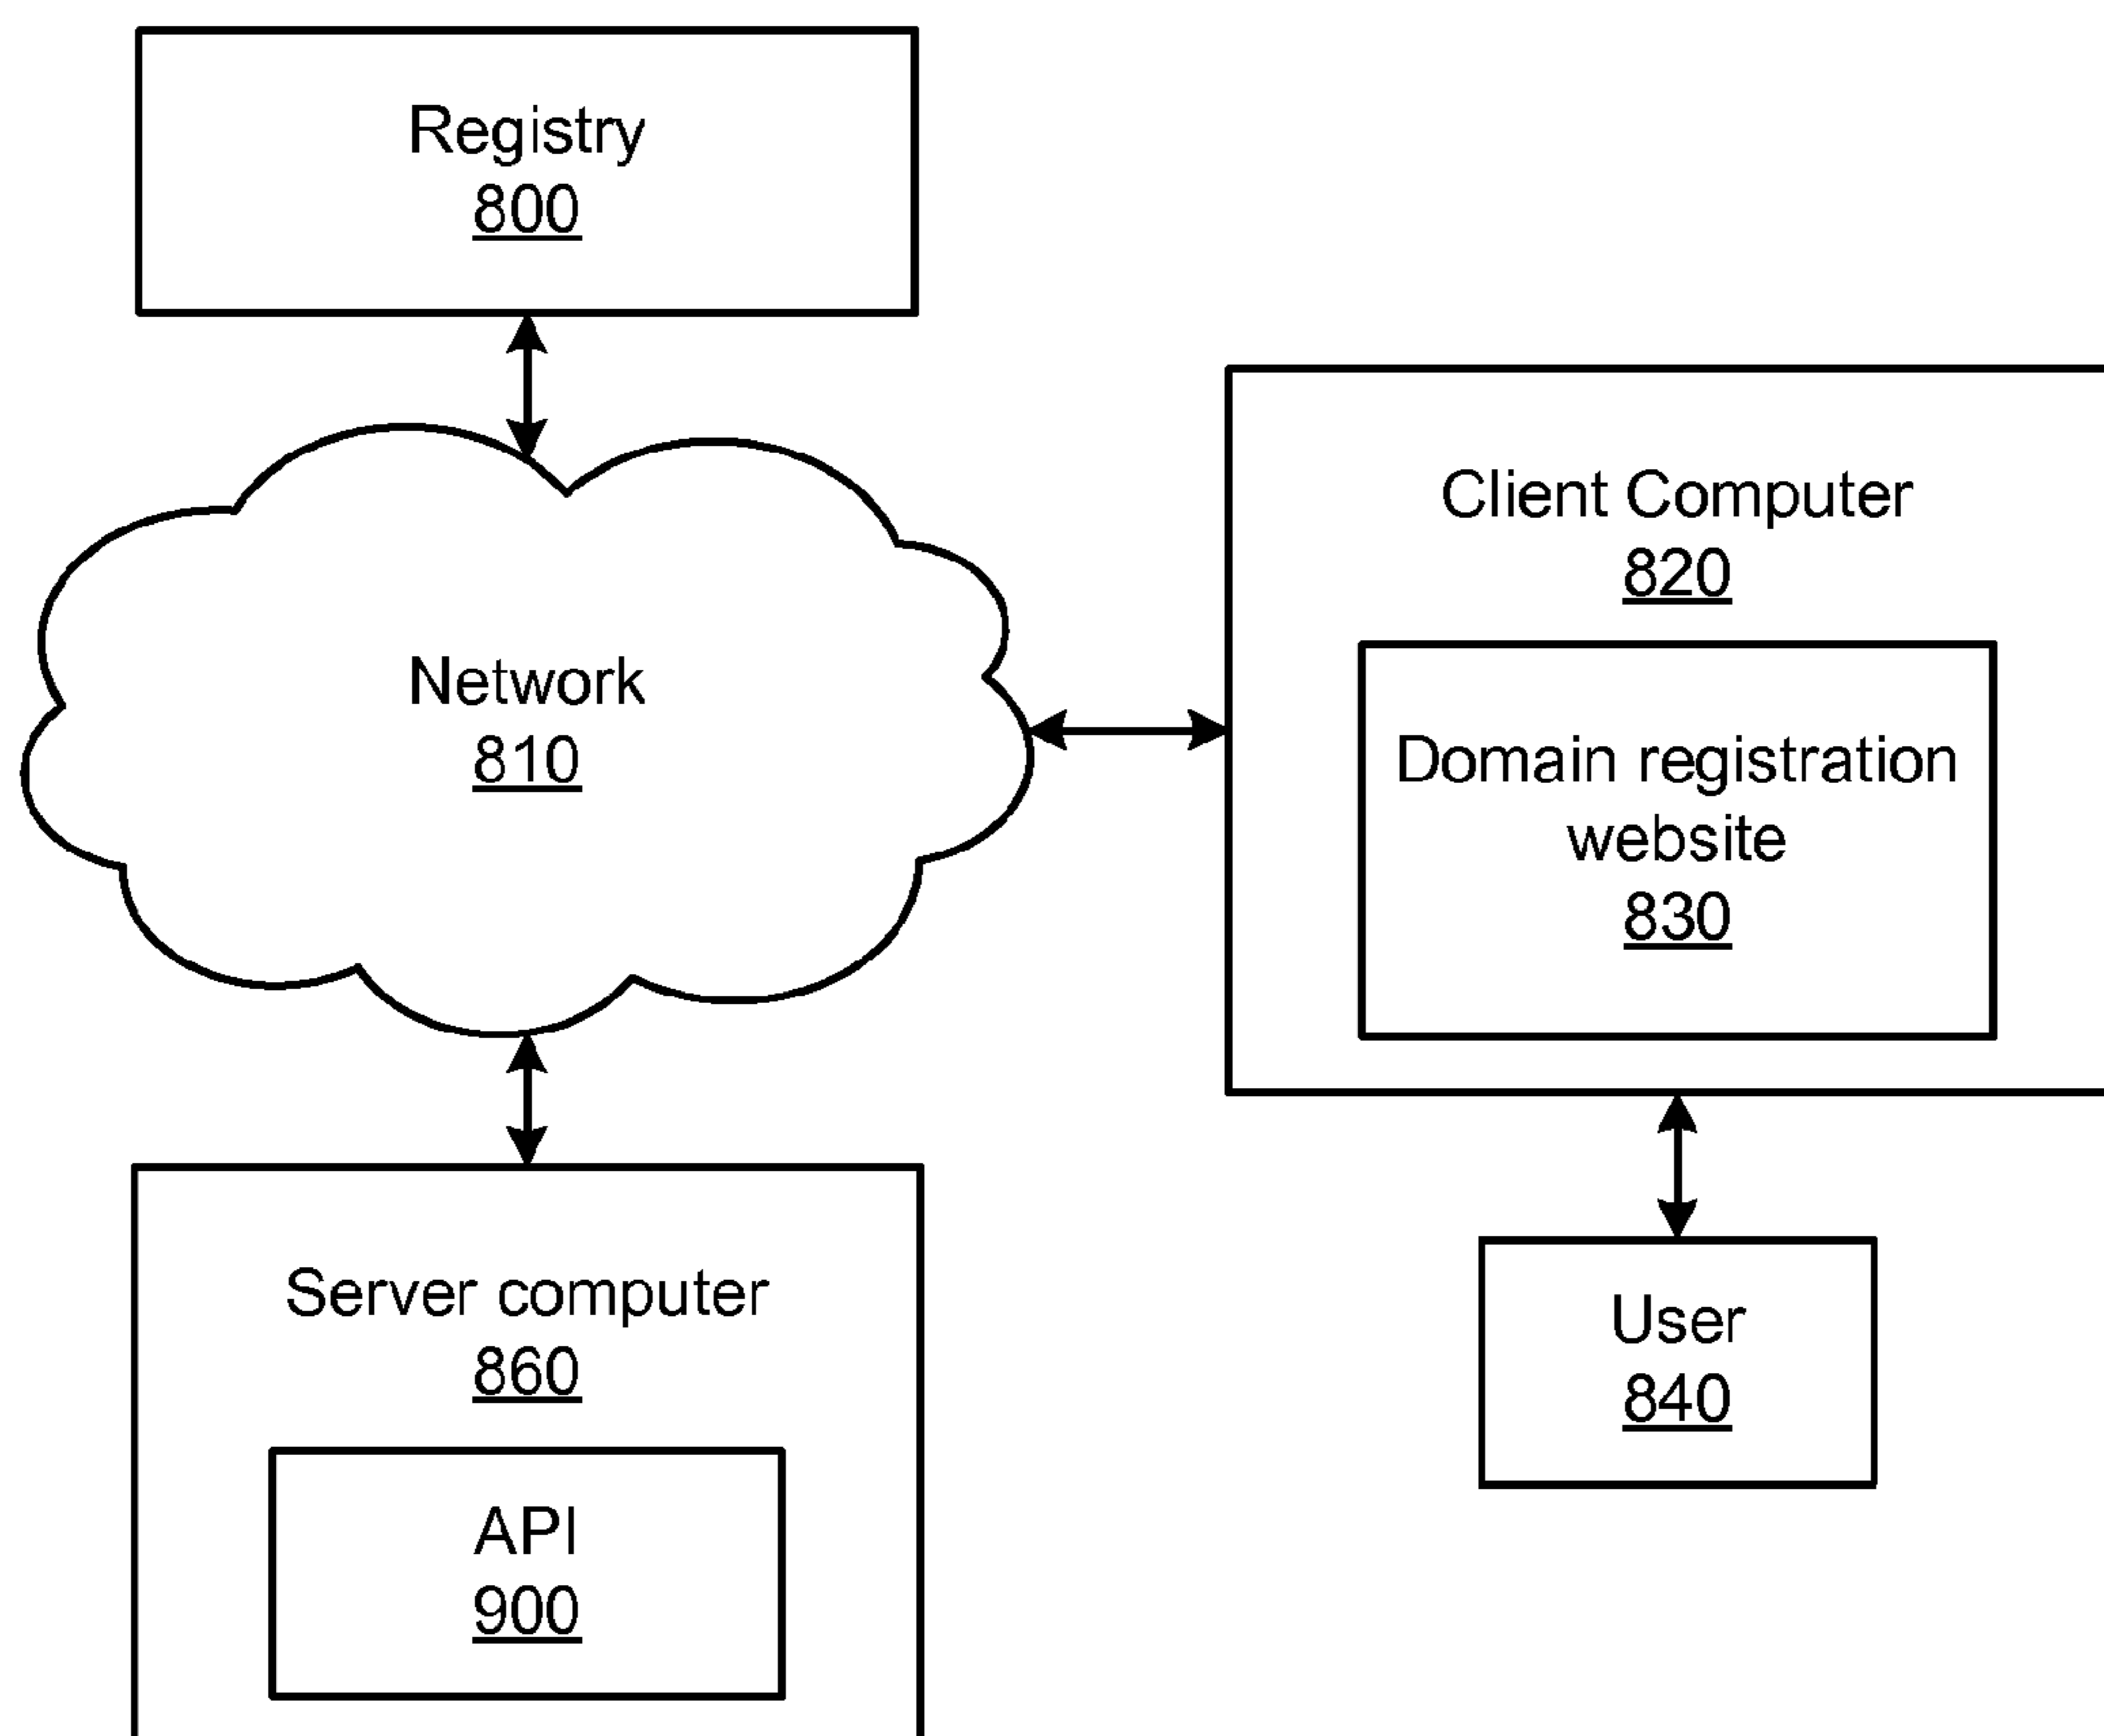 Registry
800
Client Computer
820
Network
810
Domain registration
website
830
Server computer
860
User
840
API
900